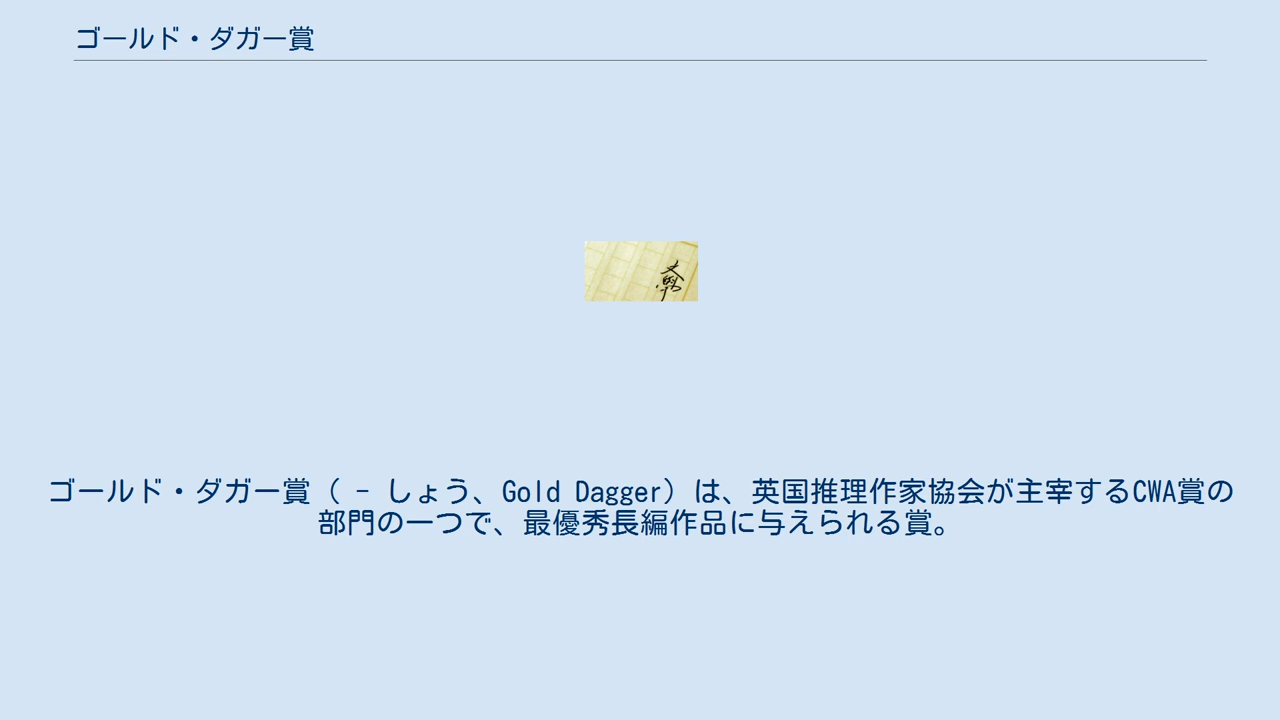 ゴールド・ダガー賞
ゴールド・ダガー賞（ - しょう、Gold Dagger）は、英国推理作家協会が主宰するCWA賞の
部門の一つで、最優秀長編作品に与えられる賞。